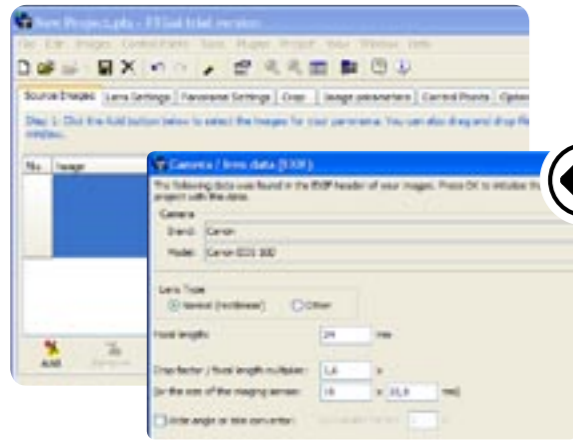 New Project.pts - PTGui trial version
File Edit Images Control Points Tools Plugins Project View Window Help
Source Images Lens Settings Panorama Settings Crop Image parameters Control Points
Step 1. Click the Add button below to select the images for your panorama. You can also drag and drop
window.
No. Image
Add
Camera / lens data (EXIF)
The following data was found in the EXIF header of your images. Press OK to initialize the
project with this data.
Camera
Brand: Canon
Model: Canon EOS
Lens Type
Normal (rectilinear) Other
Focal length: 24 mm
Crop factor / focal length multiplier: 1,6 x
(or the size of the imaging sensor: x mm)
Wide angle or tele converter: